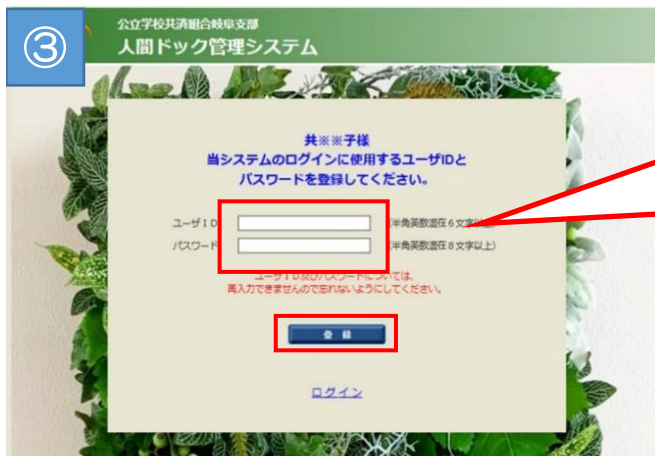 ③
公立学校共済組合岐阜支部
人間ドック管理システム
共※※子様
当システムのログインに使用するユーザIDと
パスワードを登録してください。
ユーザID (半角英数混在6文字以上)
パスワード (半角英数混在8文字以上)
ユーザID及びパスワードについては、
再入力できませんので忘れないようにしてください。
登 録
ログイン